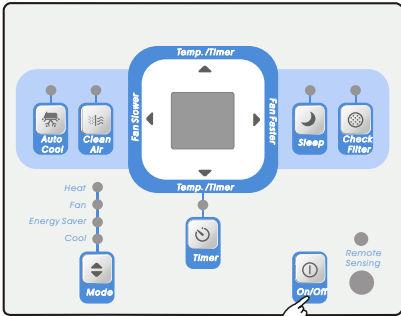 Temp./Timer
Fan Slower
Fan Faster
Auto
Cool
Clean
Air
Sleep
Check
Filter
Temp./Timer
Heat
Fan
Energy Saver
Cool
Mode
Timer
On/Off
Remote
Sensing